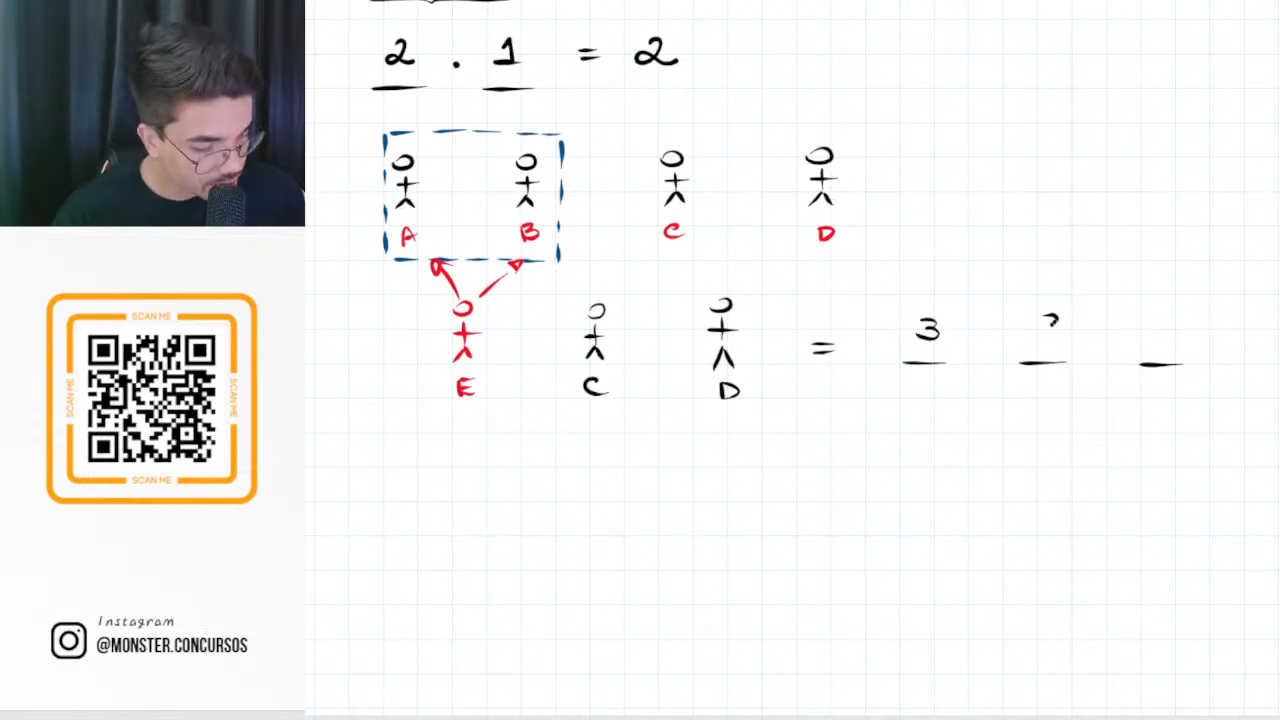 2 . 1 = 2
A B C D
E C D = 3
SCAN ME
SCAN ME
SCAN ME
SCAN ME
Instagram
@MONSTER.CONCURSOS